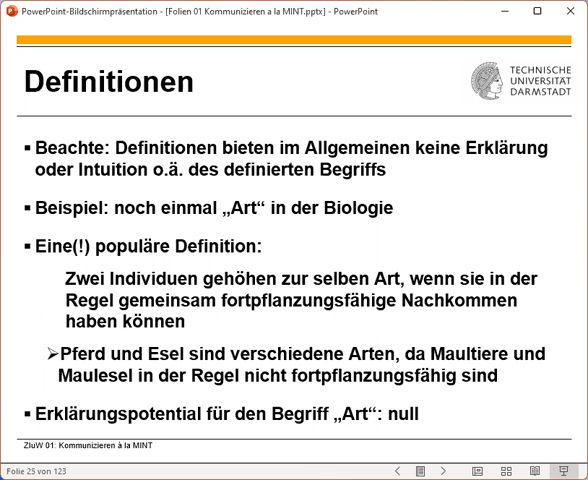 PowerPoint-Bildschirmpräsentation - [Folien 01 Kommunizieren a la MINT.pptx] - PowerPoint
Definitionen
TECHNISCHE
UNIVERSITÄT
DARMSTADT
▪ Beachte: Definitionen bieten im Allgemeinen keine Erklärung
oder Intuition o.ä. des definierten Begriffs
▪ Beispiel: noch einmal „Art“ in der Biologie
▪ Eine(!) populäre Definition:
Zwei Individuen gehöhen zur selben Art, wenn sie in der
Regel gemeinsam fortpflanzungsfähige Nachkommen
haben können
➢Pferd und Esel sind verschiedene Arten, da Maultiere und
Maulesel in der Regel nicht fortpflanzungsfähig sind
▪ Erklärungspotential für den Begriff „Art“: null
ZIuW 01: Kommunizieren à la MINT
Folie 25 von 123